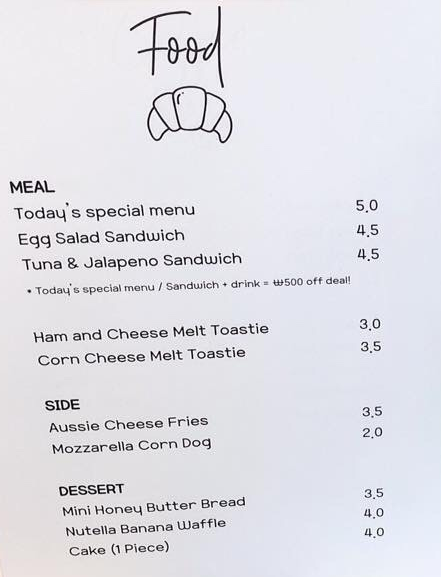 Food
MEAL
Today's special menu 5.0
Egg Salad Sandwich 4.5
Tuna & Jalapeno Sandwich 4.5
* Today's special menu / Sandwich + drink = ₩500 off deal!
Ham and Cheese Melt Toastie 3.0
Corn Cheese Melt Toastie 3.5
SIDE
Aussie Cheese Fries 3.5
Mozzarella Corn Dog 2.0
DESSERT
Mini Honey Butter Bread 3.5
Nutella Banana Waffle 4.0
Cake (1 Piece) 4.0